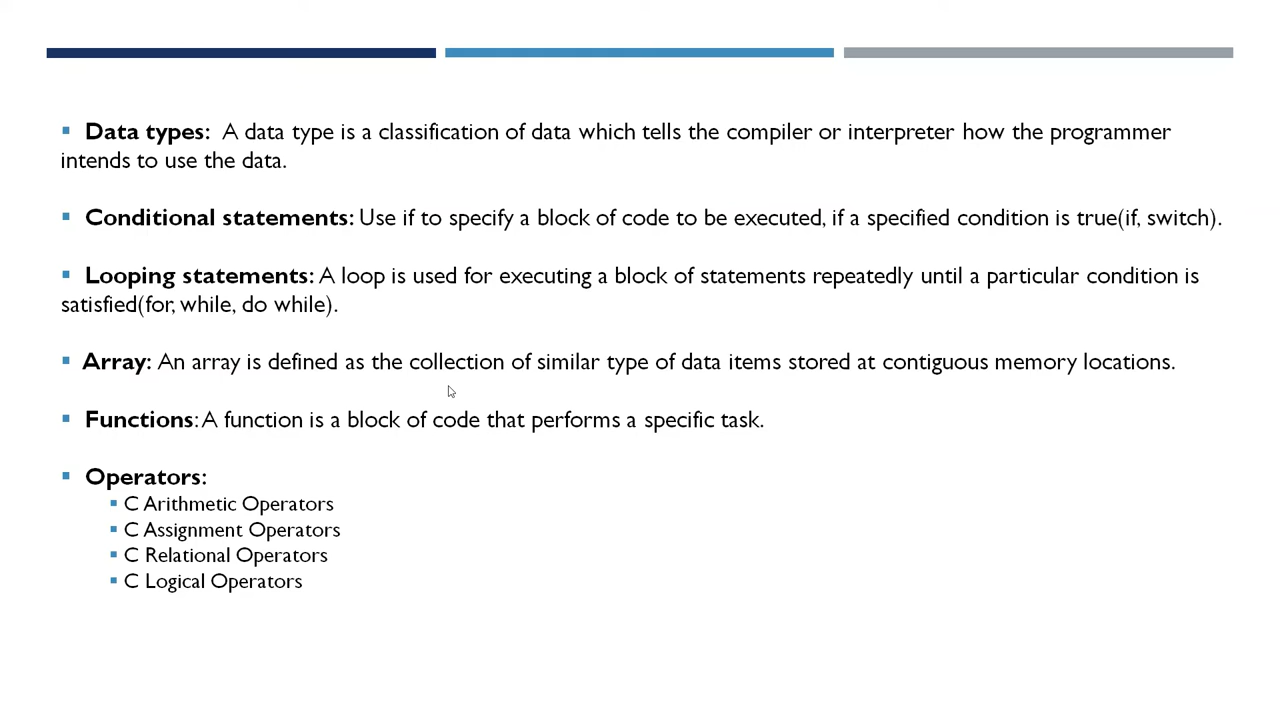 Data types: A data type is a classification of data which tells the compiler or interpreter how the programmer
intends to use the data.
Conditional statements: Use if to specify a block of code to be executed, if a specified condition is true(if, switch).
Looping statements: A loop is used for executing a block of statements repeatedly until a particular condition is
satisfied(for, while, do while).
Array: An array is defined as the collection of similar type of data items stored at contiguous memory locations.
Functions: A function is a block of code that performs a specific task.
Operators:
C Arithmetic Operators
C Assignment Operators
C Relational Operators
C Logical Operators